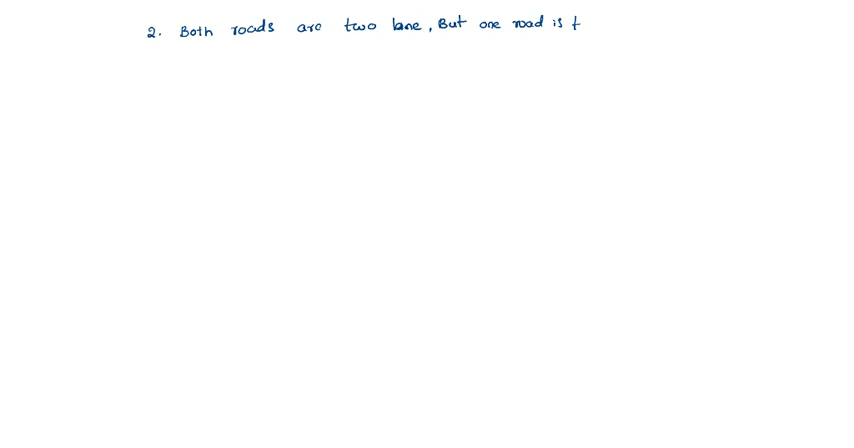 2. Both roads are two lane, But one road is t